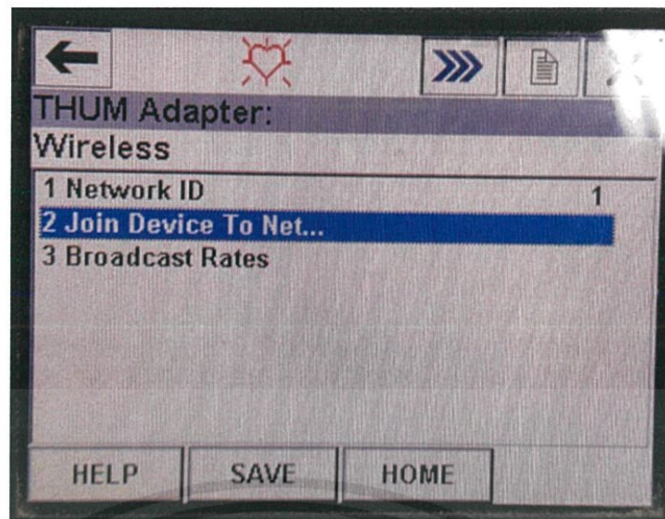 THUM Adapter:
Wireless
1 Network ID 1
2 Join Device To Net...
3 Broadcast Rates
HELP SAVE HOME